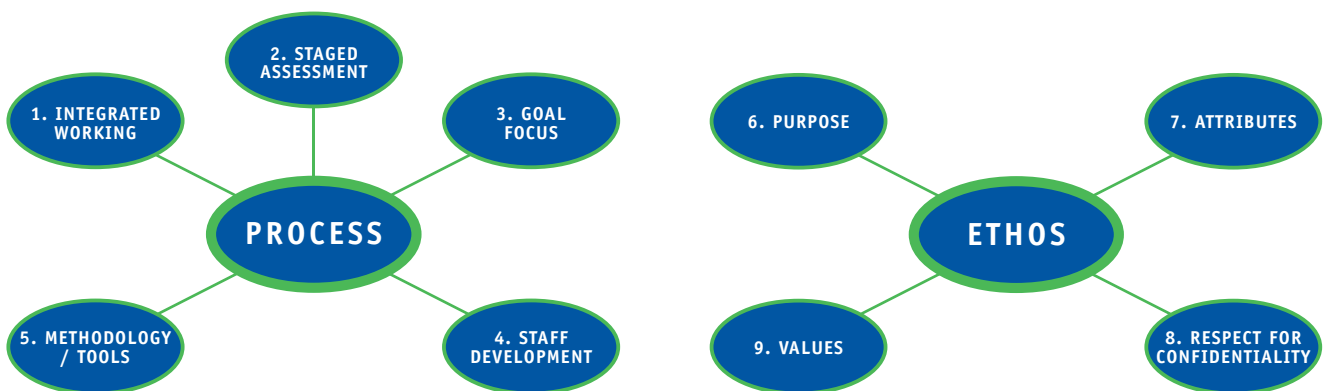 2. STAGED
ASSESSMENT
1. INTEGRATED
WORKING
3. GOAL
FOCUS
PROCESS
5. METHODOLOGY
/ TOOLS
4. STAFF
DEVELOPMENT
6. PURPOSE
7. ATTRIBUTES
ETHOS
9. VALUES
8. RESPECT FOR
CONFIDENTIALITY